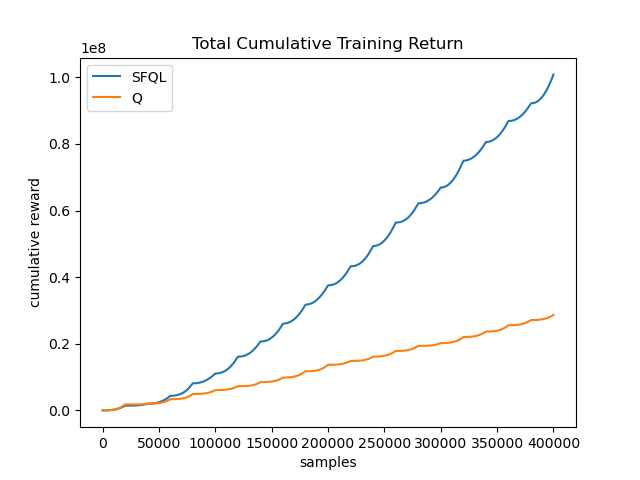 Total Cumulative Training Return
1e8
SFQL
Q
1.0
0.8
0.6
0.4
0.2
0.0
cumulative reward
0 50000 100000 150000 200000 250000 300000 350000 400000
samples